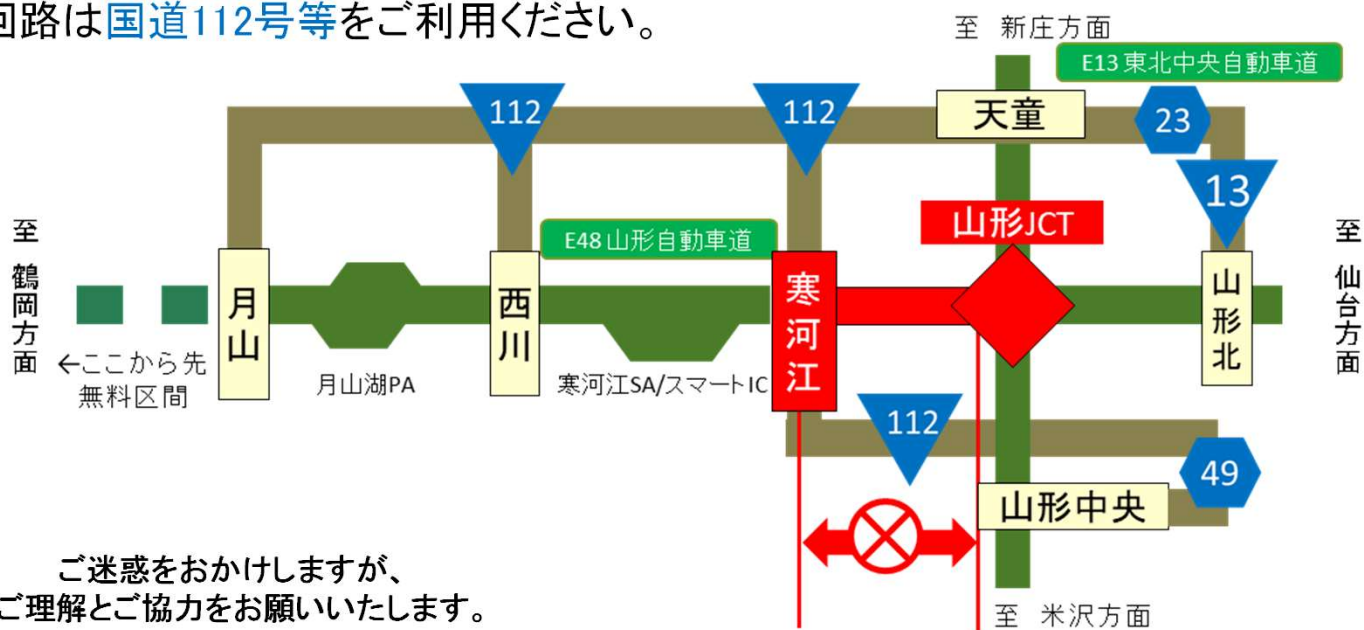 回路は国道112号等をご利用ください。
至 新庄方面
E13 東北中央自動車道
112
112
天童
23
13
山形JCT
E48 山形自動車道
至 鶴岡方面
月山
西川
寒河江
山形北
至 仙台方面
←ここから先
無料区間
月山湖PA
寒河江SA/スマートIC
112
49
山形中央
ご迷惑をおかけしますが、
ご理解とご協力をお願いいたします。
至 米沢方面